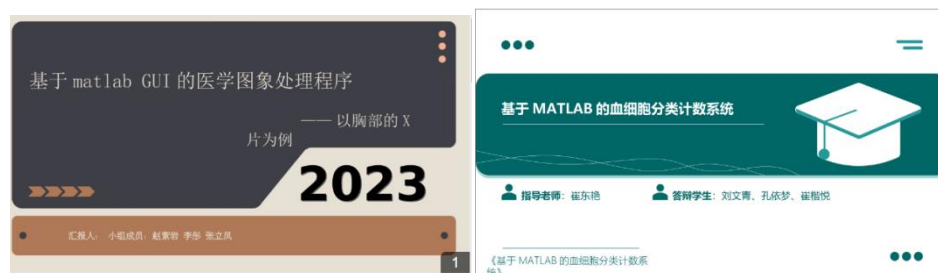 基于 matlab GUI 的医学图象处理程序
—— 以胸部的 X
片为例
2023
汇报人： 小组成员：赵紫岩 李彤 张立凤
1
基于 MATLAB 的血细胞分类计数系统
指导老师：崔东艳
答辩学生：刘文青、孔依梦、崔楷悦
《基于 MATLAB 的血细胞分类计数系
统》